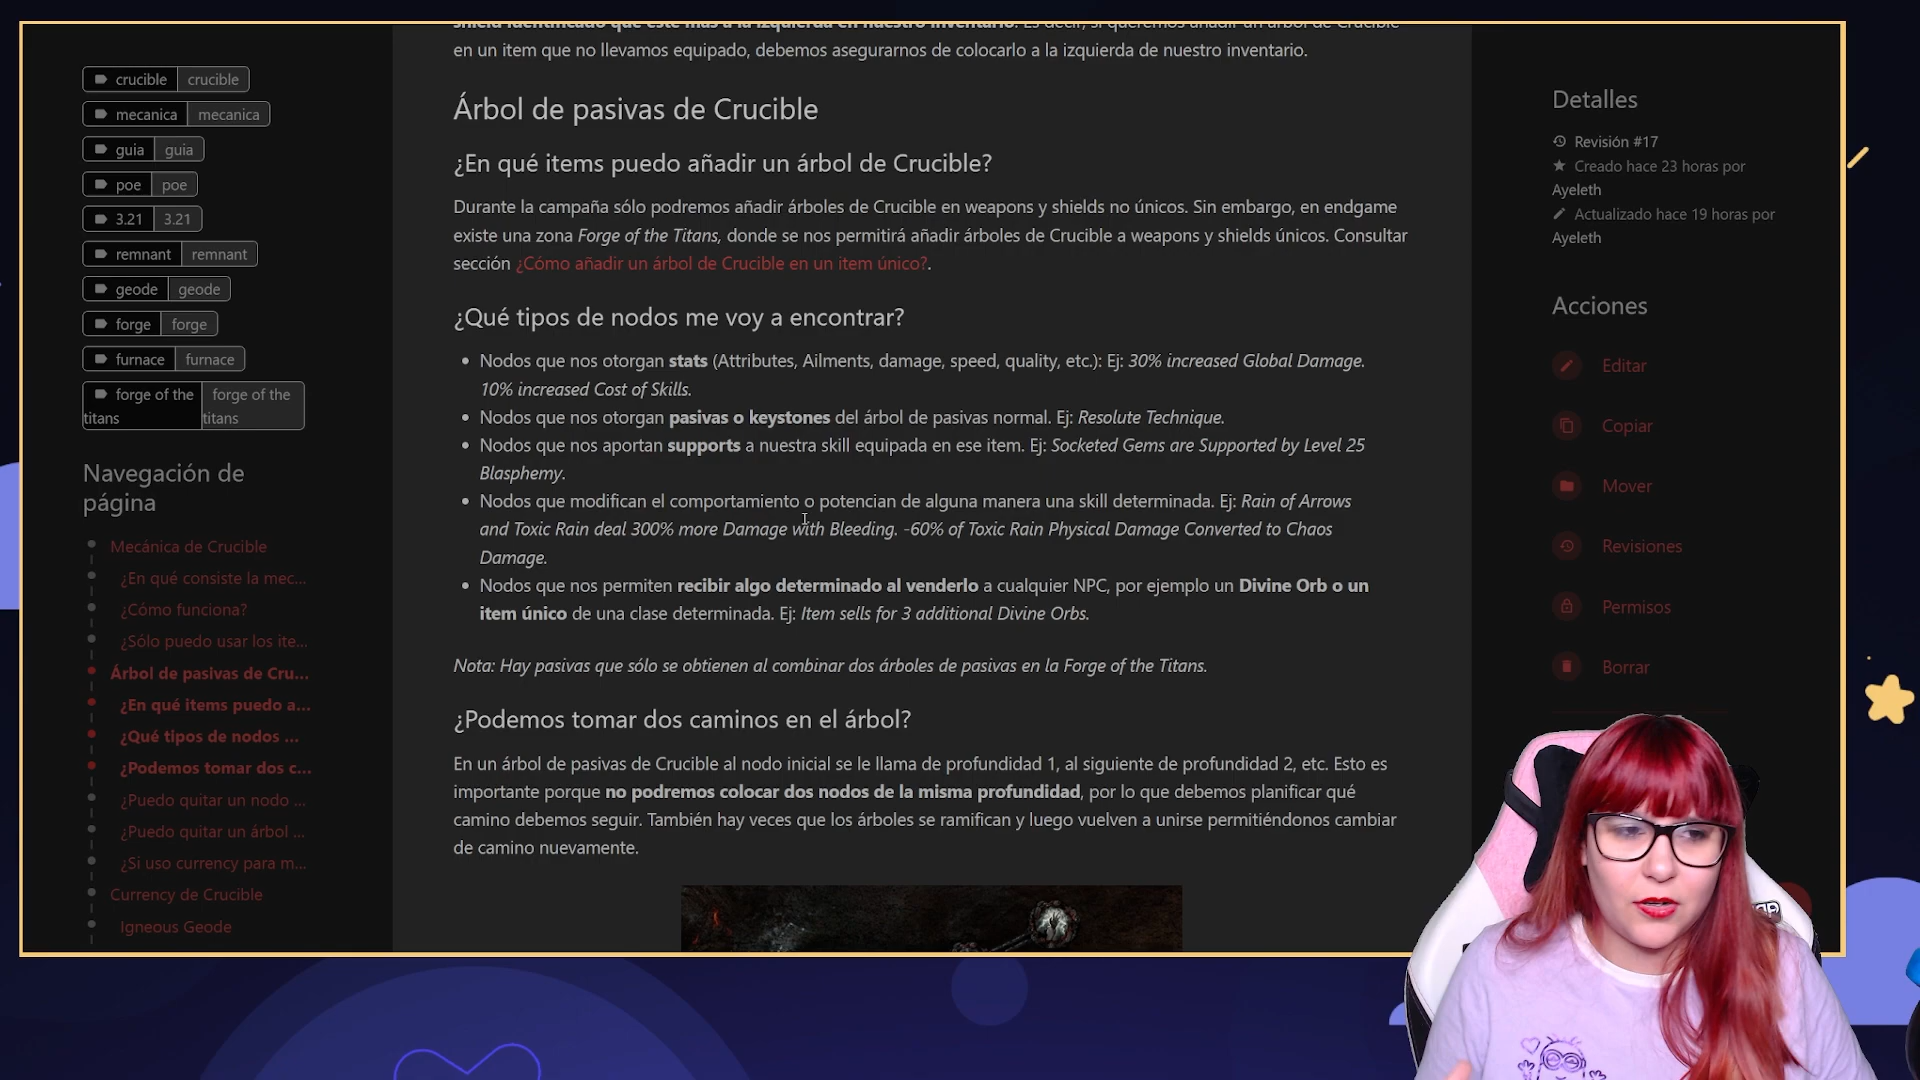 shield identificado que esté más a la izquierda en nuestro inventario. Es decir, si queremos añadir un árbol de Crucible
en un item que no llevamos equipado, debemos asegurarnos de colocarlo a la izquierda de nuestro inventario.
crucible crucible
mecanica mecanica
guia guia
poe poe
3.21 3.21
remnant remnant
geode geode
forge forge
furnace furnace
forge of the titans forge of the titans
Navegación de
página
Mecánica de Crucible
¿En qué consiste la mec...
¿Cómo funciona?
¿Sólo puedo usar los ite...
Árbol de pasivas de Cru...
¿En qué items puedo a...
¿Qué tipos de nodos ...
¿Podemos tomar dos c...
¿Puedo quitar un nodo ...
¿Puedo quitar un árbol ...
¿Si uso currency para m...
Currency de Crucible
Igneous Geode
Árbol de pasivas de Crucible
¿En qué items puedo añadir un árbol de Crucible?
Durante la campaña sólo podremos añadir árboles de Crucible en weapons y shields no únicos. Sin embargo, en endgame
existe una zona Forge of the Titans, donde se nos permitirá añadir árboles de Crucible a weapons y shields únicos. Consultar
sección ¿Cómo añadir un árbol de Crucible en un item único?.
¿Qué tipos de nodos me voy a encontrar?
Nodos que nos otorgan stats (Attributes, Ailments, damage, speed, quality, etc.): Ej: 30% increased Global Damage.
10% increased Cost of Skills.
Nodos que nos otorgan pasivas o keystones del árbol de pasivas normal. Ej: Resolute Technique.
Nodos que nos aportan supports a nuestra skill equipada en ese item. Ej: Socketed Gems are Supported by Level 25
Blasphemy.
Nodos que modifican el comportamiento o potencian de alguna manera una skill determinada. Ej: Rain of Arrows
and Toxic Rain deal 300% more Damage with Bleeding. -60% of Toxic Rain Physical Damage Converted to Chaos
Damage.
Nodos que nos permiten recibir algo determinado al venderlo a cualquier NPC, por ejemplo un Divine Orb o un
item único de una clase determinada. Ej: Item sells for 3 additional Divine Orbs.
Nota: Hay pasivas que sólo se obtienen al combinar dos árboles de pasivas en la Forge of the Titans.
¿Podemos tomar dos caminos en el árbol?
En un árbol de pasivas de Crucible al nodo inicial se le llama de profundidad 1, al siguiente de profundidad 2, etc. Esto es
importante porque no podremos colocar dos nodos de la misma profundidad, por lo que debemos planificar qué
camino debemos seguir. También hay veces que los árboles se ramifican y luego vuelven a unirse permitiéndonos cambiar
de camino nuevamente.
Detalles
Revisión #17
Creado hace 23 horas por
Ayeleth
Actualizado hace 19 horas por
Ayeleth
Acciones
Editar
Copiar
Mover
Revisiones
Permisos
Borrar